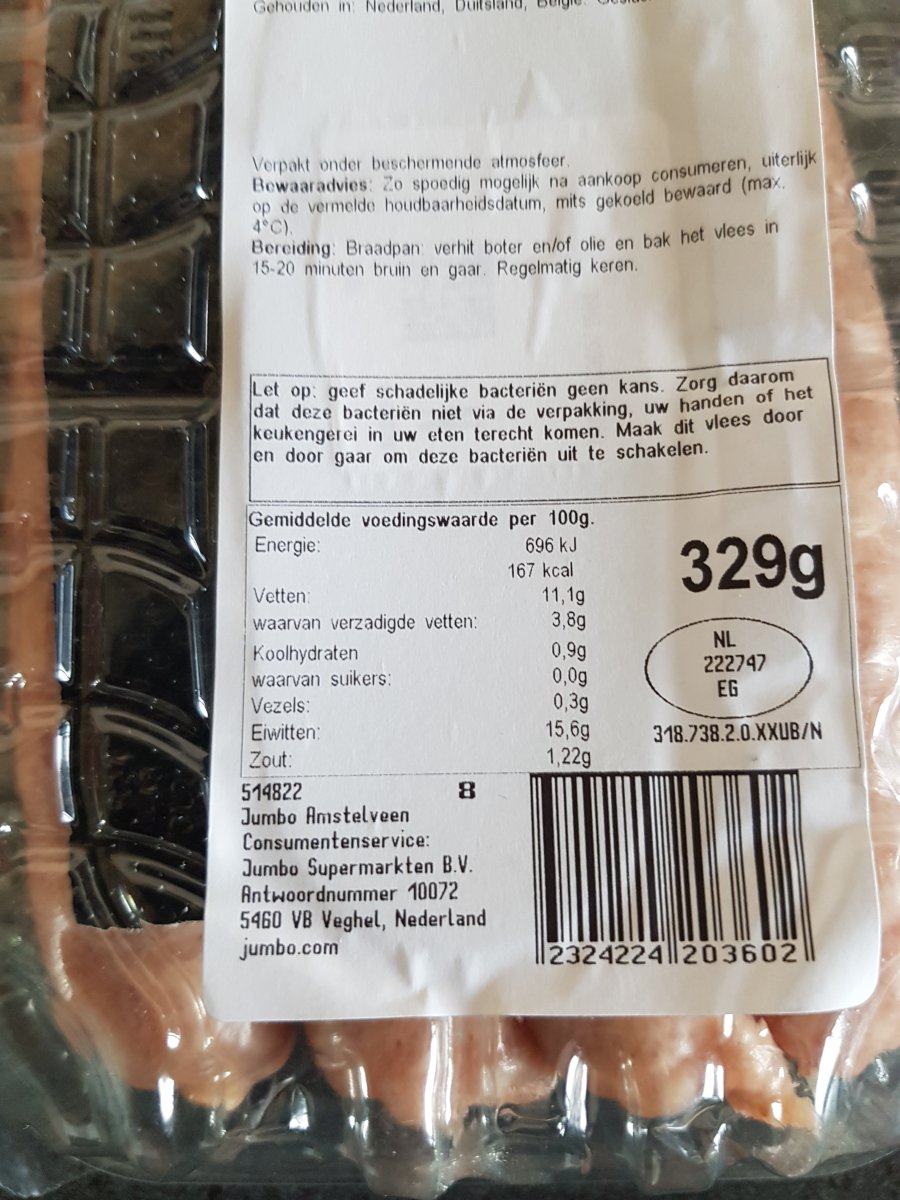 Gehouden in: Nederland, Duitsland, België.
Verpakt onder beschermende atmosfeer.
Bewaaradvies: Zo spoedig mogelijk na aankoop consumeren, uiterlijk
op de vermelde houdbaarheidsdatum, mits gekoeld bewaard (max.
4°C).
Bereiding: Braadpan: verhit boter en/of olie en bak het vlees in
15-20 minuten bruin en gaar. Regelmatig keren.
Let op: geef schadelijke bacteriën geen kans. Zorg daarom
dat deze bacteriën niet via de verpakking, uw handen of het
keukengerei in uw eten terecht komen. Maak dit vlees door
en door gaar om deze bacteriën uit te schakelen.
Gemiddelde voedingswaarde per 100g.
Energie: 696 kJ
167 kcal
Vetten: 11,1g
waarvan verzadigde vetten: 3,8g
Koolhydraten 0,9g
waarvan suikers: 0,0g
Vezels: 0,3g
Eiwitten: 15,6g
Zout: 1,22g
329g
NL
222747
EG
318.738.2.0.XXUB/N
514822 8
Jumbo Amstelveen
Consumentenservice:
Jumbo Supermarkten B.V.
Antwoordnummer 10072
5460 VB Veghel, Nederland
jumbo.com
2324224 203602